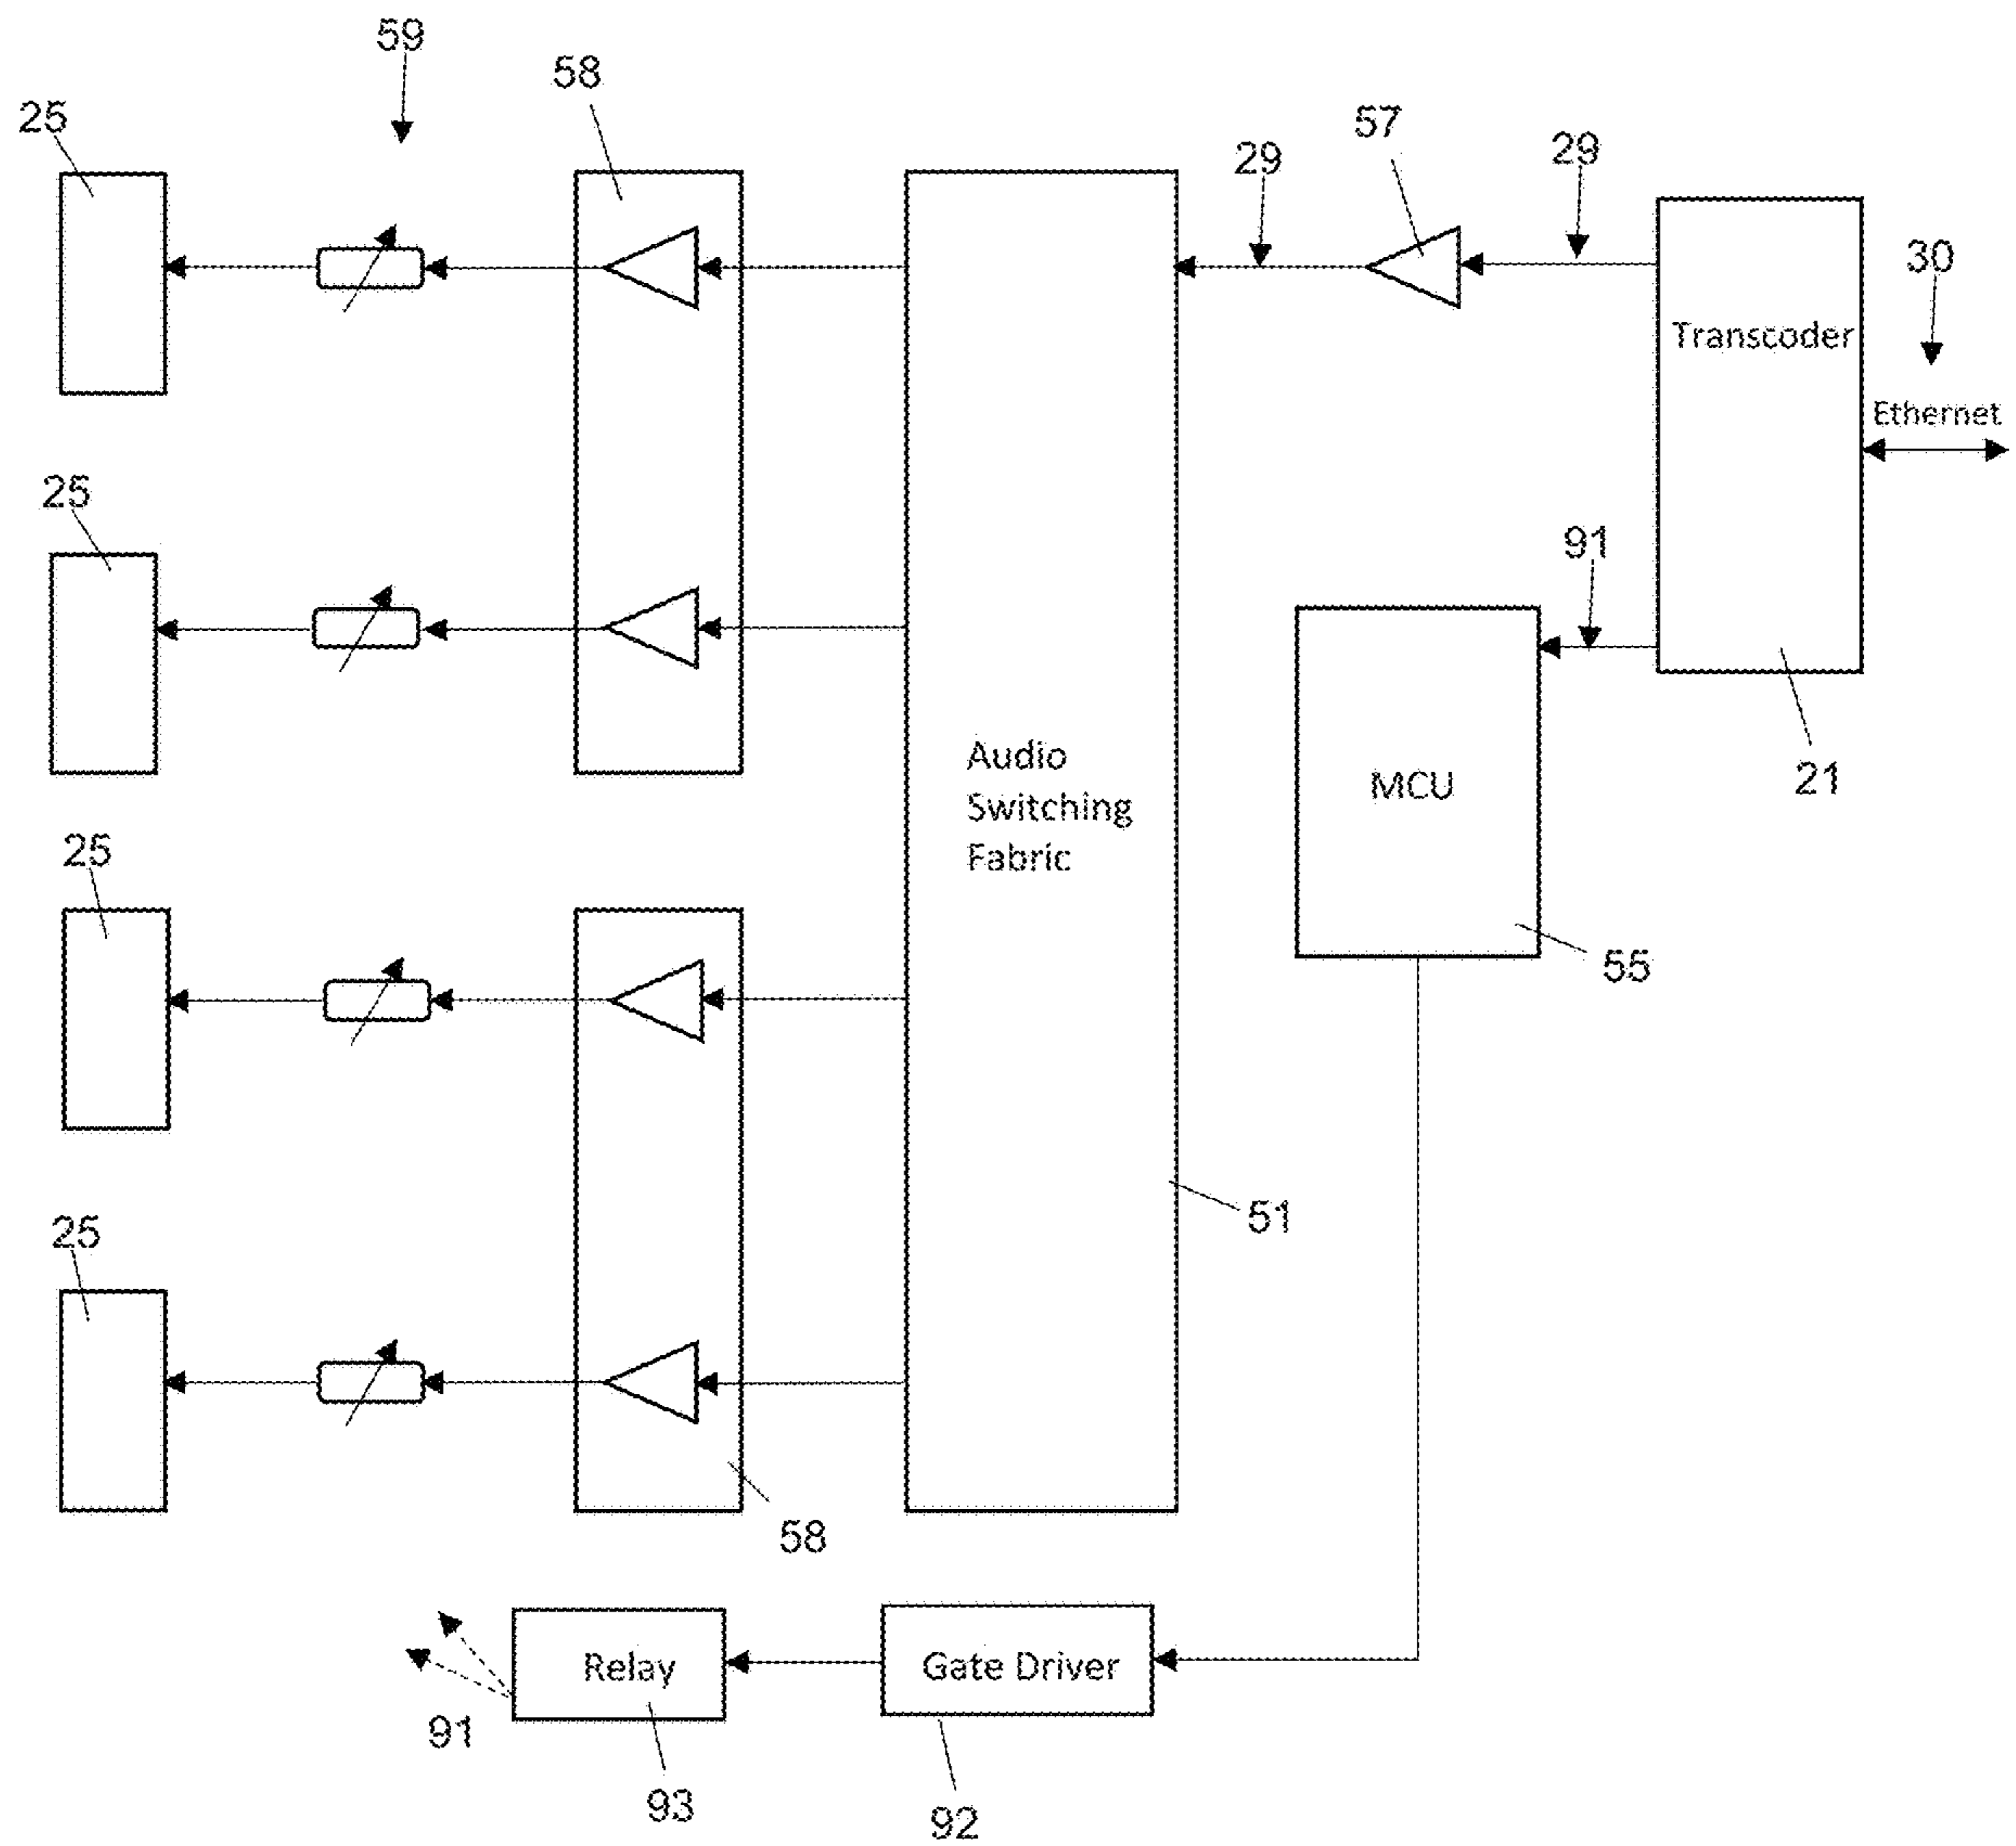 59
58
25
57
29
29
30
Transcoder
Ethernet
25
91
Audio
Switching
Fabric
MCU
21
25
55
25
51
58
Relay
Gate Driver
91
93
92